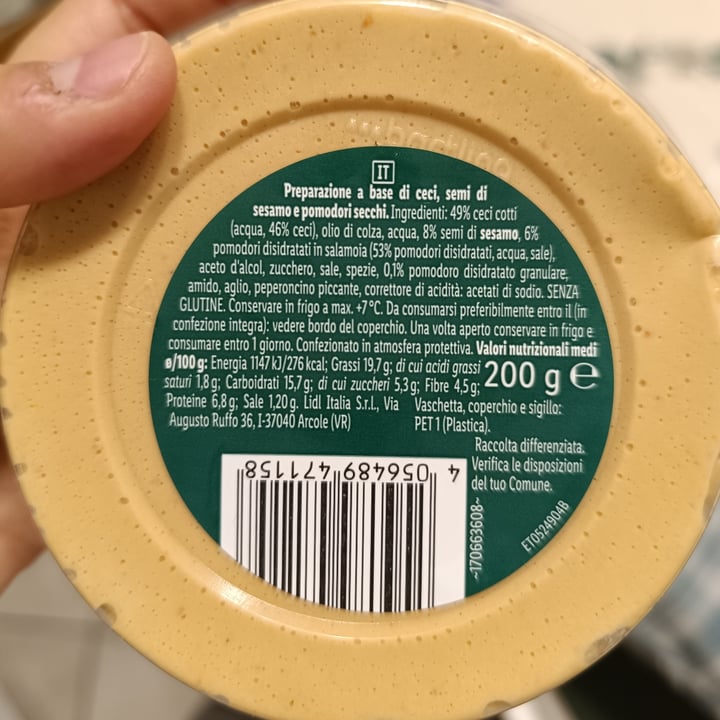 IT
Preparazione a base di ceci, semi di
sesamo e pomodori secchi. Ingredienti: 49% ceci cotti
(acqua, 46% ceci), olio di colza, acqua, 8% semi di sesamo, 6%
pomodori disidratati in salamoia (53% pomodori disidratati, acqua, sale),
aceto d'alcol, zucchero, sale, spezie, 0,1% pomodoro disidratato granulare,
amido, aglio, peperoncino piccante, correttore di acidità: acetati di sodio. SENZA
GLUTINE. Conservare in frigo a max. +7°C. Da consumarsi preferibilmente entro il (in
confezione integra): vedere bordo del coperchio. Una volta aperto conservare in frigo e
consumare entro 1 giorno. Confezionato in atmosfera protettiva. Valori nutrizionali medi
ø/100 g: Energia 1147 kJ/276 kcal; Grassi 19,7 g; di cui acidi grassi
saturi 1,8 g; Carboidrati 15,7 g; di cui zuccheri 5,3 g; Fibre 4,5 g;
Proteine 6,8 g; Sale 1,20 g. Lidl Italia S.r.l., Via
Augusto Ruffo 36, I-37040 Arcole (VR)
200 g ℮
Vaschetta, coperchio e sigillo:
PET 1 (Plastica).
Raccolta differenziata.
Verifica le disposizioni
del tuo Comune.
4 056489 471158
~170663608~
ET0524904B